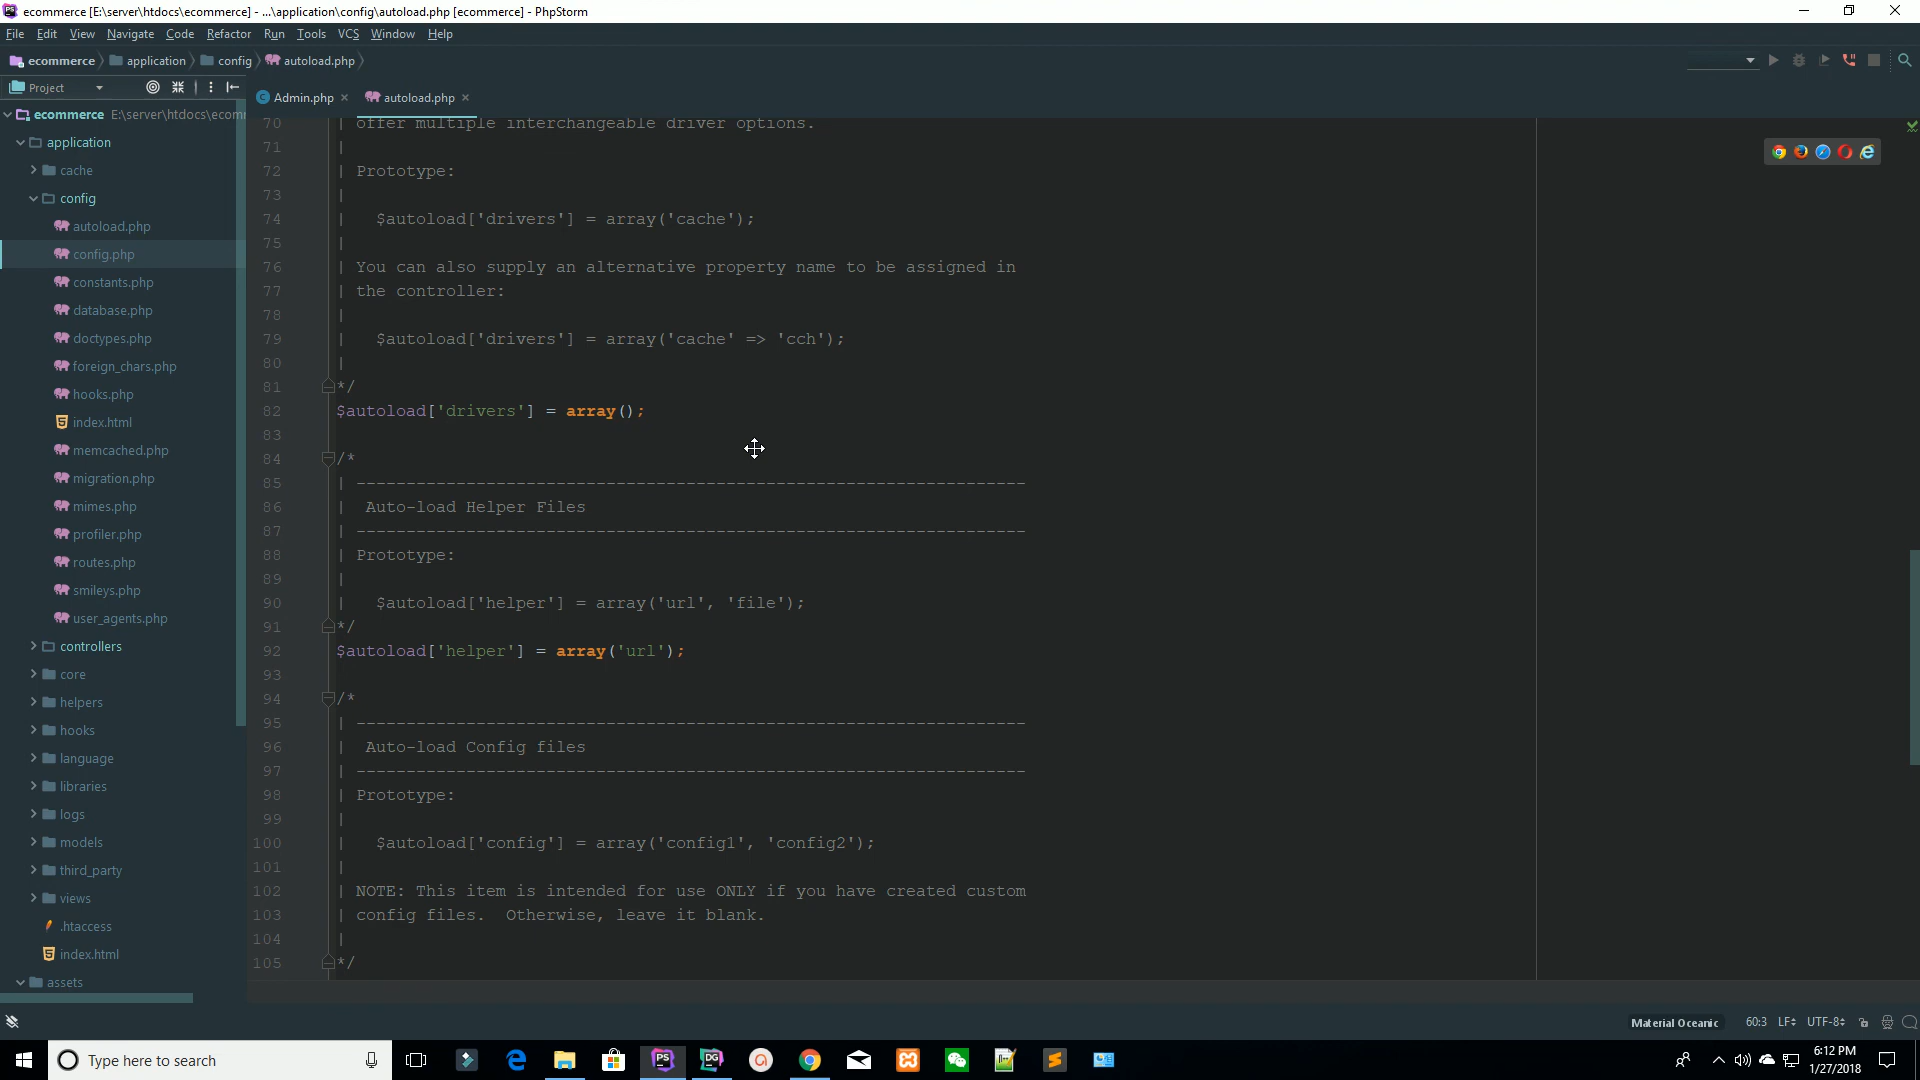 ecommerce [E:\server\htdocs\ecommerce] - ...\application\config\autoload.php [ecommerce] - PhpStorm
File Edit View Navigate Code Refactor Run Tools VCS Window Help
ecommerce application config autoload.php
Project
Admin.php autoload.php
ecommerce E:\server\htdocs\ecom
application
cache
config
autoload.php
config.php
constants.php
database.php
doctypes.php
foreign_chars.php
hooks.php
index.html
memcached.php
migration.php
mimes.php
profiler.php
routes.php
smileys.php
user_agents.php
controllers
core
helpers
hooks
language
libraries
logs
models
third_party
views
.htaccess
index.html
assets
70 | offer multiple interchangeable driver options.
71 |
72 | Prototype:
73 |
74 | $autoload['drivers'] = array('cache');
75 |
76 | You can also supply an alternative property name to be assigned in
77 | the controller:
78 |
79 | $autoload['drivers'] = array('cache' => 'cch');
80 |
81 */
82 $autoload['drivers'] = array();
83
84 /*
85 | -------------------------------------------------------------------
86 | Auto-load Helper Files
87 | -------------------------------------------------------------------
88 | Prototype:
89 |
90 | $autoload['helper'] = array('url', 'file');
91 */
92 $autoload['helper'] = array('url');
93
94 /*
95 | -------------------------------------------------------------------
96 | Auto-load Config files
97 | -------------------------------------------------------------------
98 | Prototype:
99 |
100 | $autoload['config'] = array('config1', 'config2');
101 |
102 | NOTE: This item is intended for use ONLY if you have created custom
103 | config files.  Otherwise, leave it blank.
104 |
105 */
Material Oceanic 60:3 LF UTF-8
Type here to search
PS DG
6:12 PM
1/27/2018